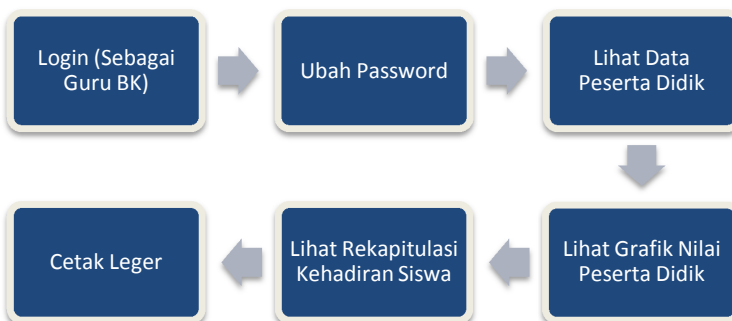 Login (Sebagai
Guru BK)
Ubah Password
Lihat Data
Peserta Didik
Lihat Grafik Nilai
Peserta Didik
Lihat Rekapitulasi
Kehadiran Siswa
Cetak Leger